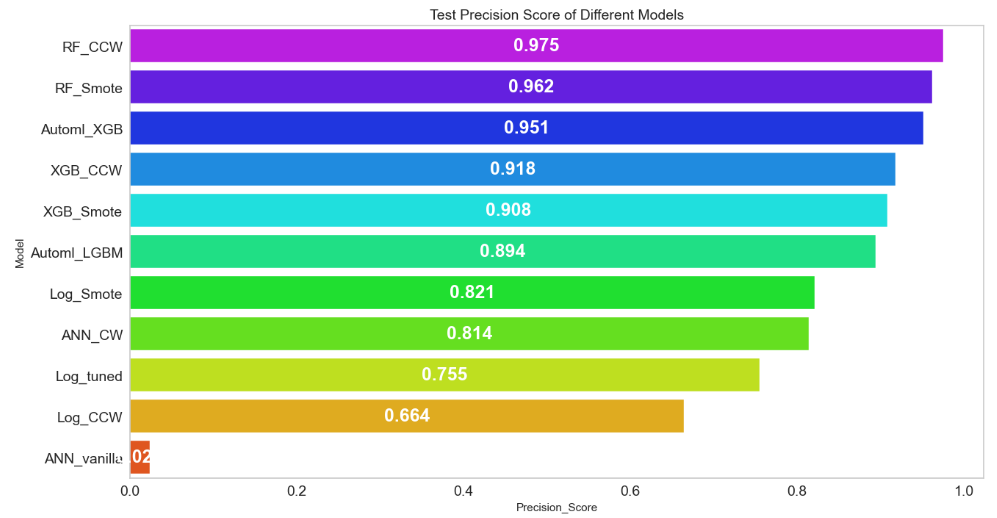 Test Precision Score of Different Models
RF_CCW
0.975
RF_Smote
0.962
Automl_XGB
0.951
XGB_CCW
0.918
XGB_Smote
0.908
Automl_LGBM
0.894
Log_Smote
0.821
ANN_CW
0.814
Log_tuned
0.755
Log_CCW
0.664
ANN_vanilla
Model
0.0 0.2 0.4 0.6 0.8 1.0
Precision_Score